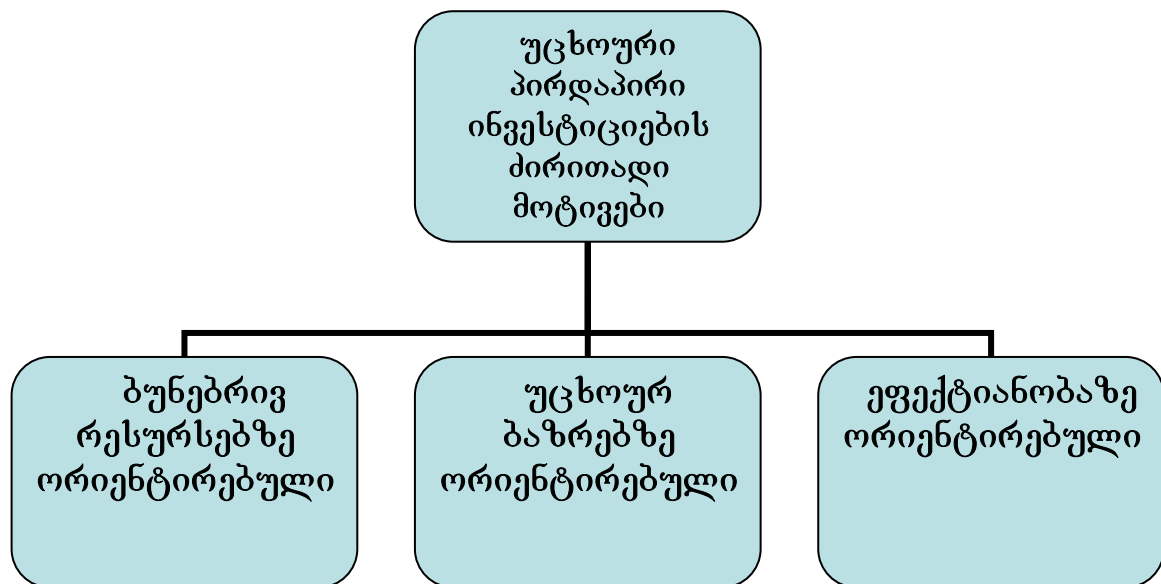 უცხოური
პირდაპირი
ინვესტიციების
ძირითადი
მოტივები
ბუნებრივ
რესურსებზე
ორიენტირებული
უცხოურ
ბაზრებზე
ორიენტირებული
ეფექტიანობაზე
ორიენტირებული